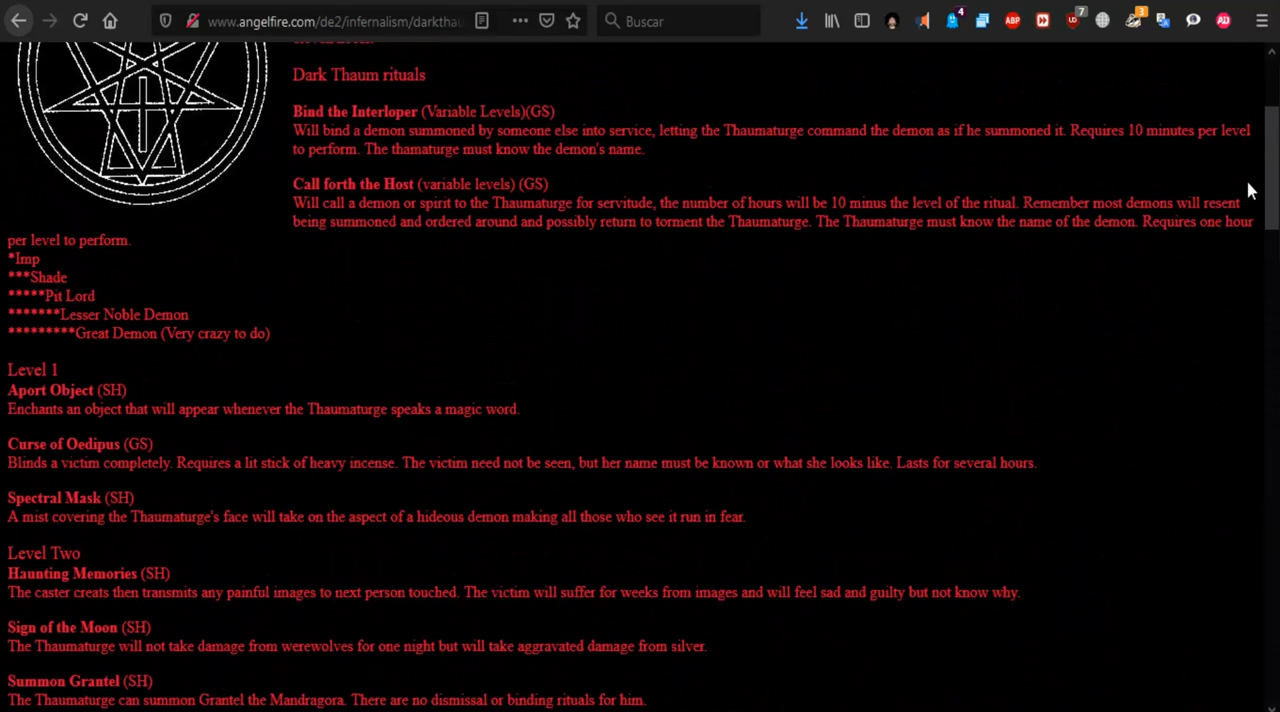 www.angelfire.com/de2/infernalism/darktha
Buscar
4
7
3
ABP
UD
AD
Dark Thaum rituals
Bind the Interloper (Variable Levels)(GS)
Will bind a demon summoned by someone else into service, letting the Thaumaturge command the demon as if he summoned it. Requires 10 minutes per level
to perform. The thamaturge must know the demon's name.
Call forth the Host (variable levels) (GS)
Will call a demon or spirit to the Thaumaturge for servitude, the number of hours will be 10 minus the level of the ritual. Remember most demons will resent
being summoned and ordered around and possibly return to torment the Thaumaturge. The Thaumaturge must know the name of the demon. Requires one hour
per level to perform.
*Imp
***Shade
*****Pit Lord
*******Lesser Noble Demon
*********Great Demon (Very crazy to do)
Level 1
Aport Object (SH)
Enchants an object that will appear whenever the Thaumaturge speaks a magic word.
Curse of Oedipus (GS)
Blinds a victim completely. Requires a lit stick of heavy incense. The victim need not be seen, but her name must be known or what she looks like. Lasts for several hours.
Spectral Mask (SH)
A mist covering the Thaumaturge's face will take on the aspect of a hideous demon making all those who see it run in fear.
Level Two
Haunting Memories (SH)
The caster creats then transmits any painful images to next person touched. The victim will suffer for weeks from images and will feel sad and guilty but not know why.
Sign of the Moon (SH)
The Thaumaturge will not take damage from werewolves for one night but will take aggravated damage from silver.
Summon Grantel (SH)
The Thaumaturge can summon Grantel the Mandragora. There are no dismissal or binding rituals for him.